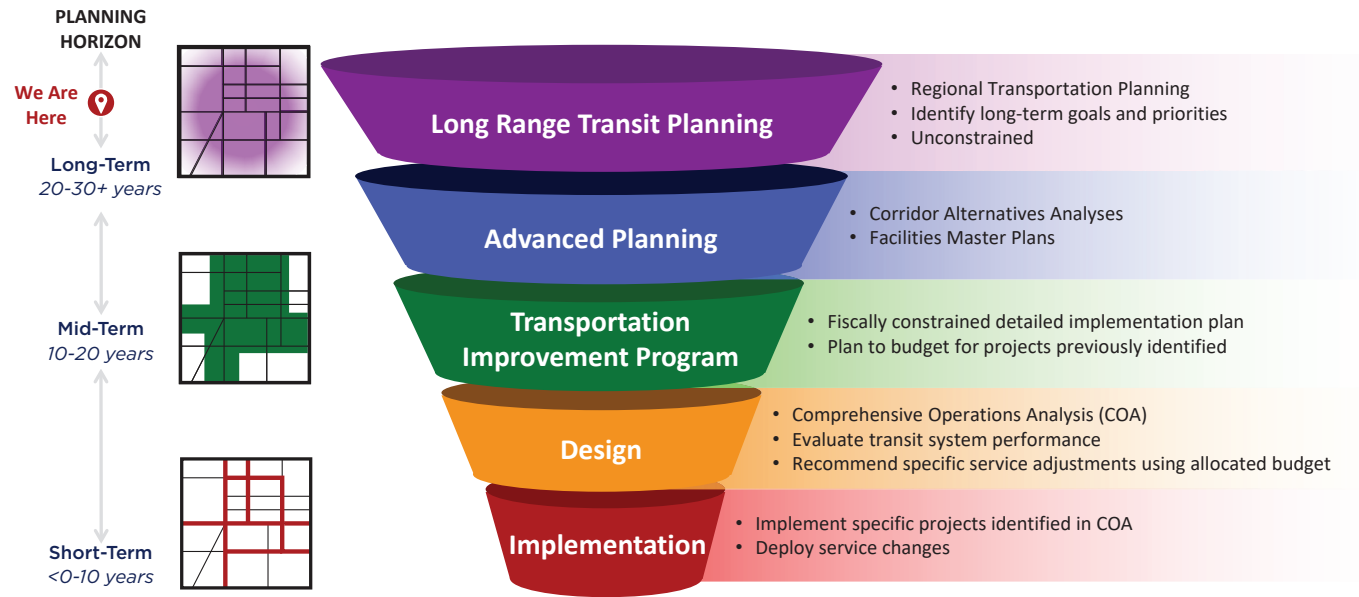 PLANNING
HORIZON
We Are
Here
Long-Term
20-30+ years
Mid-Term
10-20 years
Short-Term
<0-10 years
Long Range Transit Planning
• Regional Transportation Planning
• Identify long-term goals and priorities
• Unconstrained
Advanced Planning
• Corridor Alternatives Analyses
• Facilities Master Plans
Transportation
Improvement Program
• Fiscally constrained detailed implementation plan
• Plan to budget for projects previously identified
Design
• Comprehensive Operations Analysis (COA)
• Evaluate transit system performance
• Recommend specific service adjustments using allocated budget
Implementation
• Implement specific projects identified in COA
• Deploy service changes